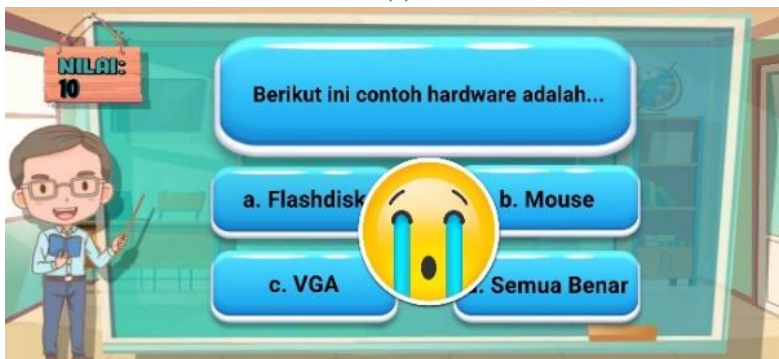 NILAI:
10
Berikut ini contoh hardware adalah...
a. Flashdisk
b. Mouse
c. VGA
Semua Benar